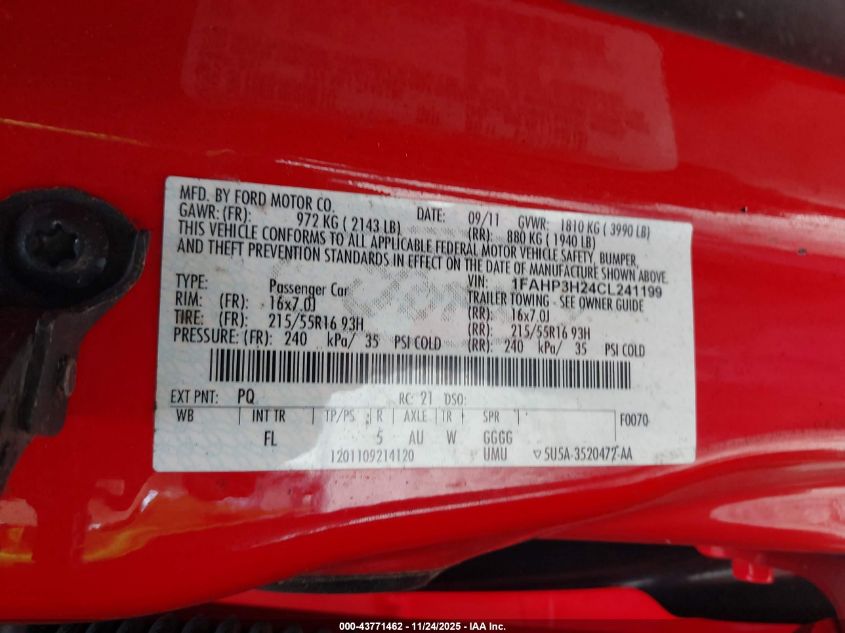 MFD. BY FORD MOTOR CO. DATE: 09/11 GVWR: 1810 KG ( 3990 LB)
GAWR: (FR): 972 KG ( 2143 LB) (RR): 880 KG ( 1940 LB)
THIS VEHICLE CONFORMS TO ALL APPLICABLE FEDERAL MOTOR VEHICLE SAFETY, BUMPER,
AND THEFT PREVENTION STANDARDS IN EFFECT ON THE DATE OF MANUFACTURE SHOWN ABOVE.
VIN: 1FAHP3H24CL241199
TYPE: Passenger Car TRAILER TOWING - SEE OWNER GUIDE
RIM: (FR): 16x7.0J (RR): 16x7.0J
TIRE: (FR): 215/55R16 93H (RR): 215/55R16 93H
PRESSURE: (FR): 240 kPa/ 35 PSI COLD (RR): 240 kPa/ 35 PSI COLD
EXT PNT: PQ RC: 21 DSO:
WB INT TR TP/PS R AXLE TR SPR F0070
FL 5 AU W GGGG
1201109214120 UMU 5U5A-3520472-AA
000-43771462 • 11/24/2025 - IAA Inc.